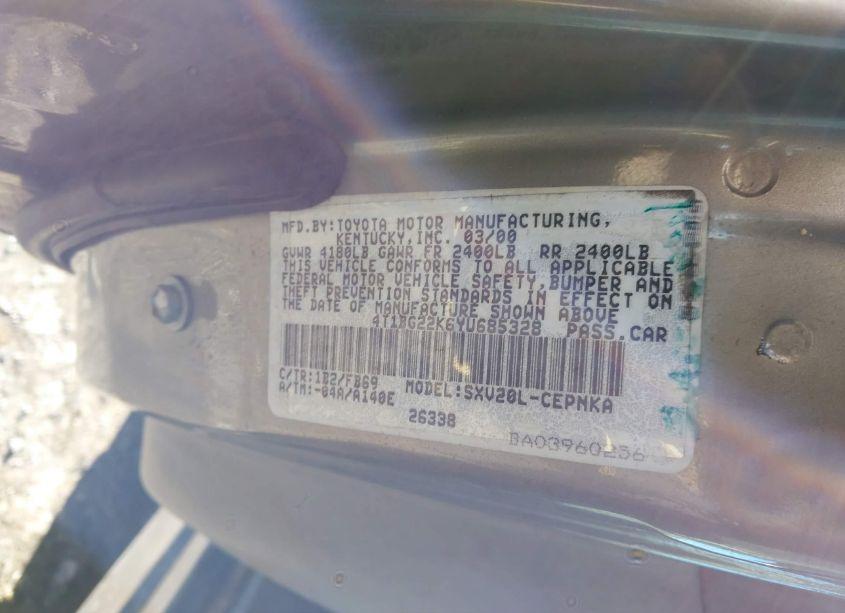 MFD.BY:TOYOTA MOTOR MANUFACTURING,
KENTUCKY,INC. 03/00
GVWR 4180LB GAWR FR 2400LB RR 2400LB
THIS VEHICLE CONFORMS TO ALL APPLICABLE
FEDERAL MOTOR VEHICLE SAFETY,BUMPER AND
THEFT PREVENTION STANDARDS IN EFFECT ON
THE DATE OF MANUFACTURE SHOWN ABOVE
4T1BG22K6YU685328 PASS.CAR
C/TR:1B2/FB69
A/TM:-04A/A140E MODEL:SXV20L-CEPNKA
26338
BA03960256